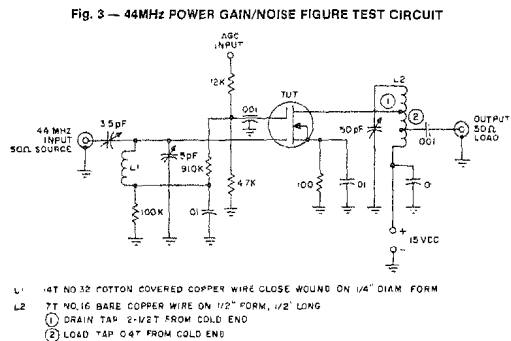 Fig. 3 — 44MHz POWER GAIN/NOISE FIGURE TEST CIRCUIT
AGC
INPUT
12K
TUT
L2
1
2
.001
3.5pF
44 MHz
INPUT
50Ω SOURCE
L1
5pF
910K
50pF
.001
OUTPUT
50Ω
LOAD
100K
.01
4.7K
100
.01
+
15 VCC
-
L1 14T NO 32 COTTON COVERED COPPER WIRE CLOSE WOUND ON 1/4" DIAM FORM
L2 7T NO. 16 BARE COPPER WIRE ON 1/2" FORM, 1/2" LONG
1 DRAIN TAP 2-1/2T FROM COLD END
2 LOAD TAP 0.4T FROM COLD END